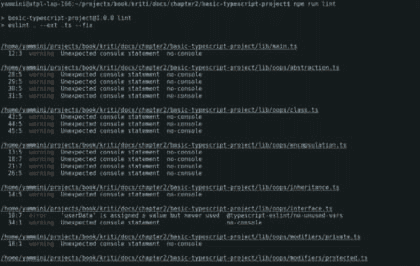 yammini@atpl-lap-160:~/projects/book/kriti/docs/chapter2/basic-typescript-project$ npm run lint
> basic-typescript-project@1.0.0 lint
> eslint . --ext .ts --fix
/home/yammini/projects/book/kriti/docs/chapter2/basic-typescript-project/lib/main.ts
12:3 warning Unexpected console statement no-console
/home/yammini/projects/book/kriti/docs/chapter2/basic-typescript-project/lib/oops/abstraction.ts
28:5 warning Unexpected console statement no-console
29:5 warning Unexpected console statement no-console
30:5 warning Unexpected console statement no-console
31:5 warning Unexpected console statement no-console
/home/yammini/projects/book/kriti/docs/chapter2/basic-typescript-project/lib/oops/class.ts
43:5 warning Unexpected console statement no-console
44:5 warning Unexpected console statement no-console
45:5 warning Unexpected console statement no-console
/home/yammini/projects/book/kriti/docs/chapter2/basic-typescript-project/lib/oops/encapsulation.ts
13:5 warning Unexpected console statement no-console
18:7 warning Unexpected console statement no-console
21:7 warning Unexpected console statement no-console
26:5 warning Unexpected console statement no-console
/home/yammini/projects/book/kriti/docs/chapter2/basic-typescript-project/lib/oops/inheritance.ts
14:5 warning Unexpected console statement no-console
/home/yammini/projects/book/kriti/docs/chapter2/basic-typescript-project/lib/oops/interface.ts
10:7 error 'userData' is assigned a value but never used @typescript-eslint/no-unused-vars
34:1 warning Unexpected console statement no-console
/home/yammini/projects/book/kriti/docs/chapter2/basic-typescript-project/lib/oops/modifiers/private.ts
18:1 warning Unexpected console statement no-console
/home/yammini/projects/book/kriti/docs/chapter2/basic-typescript-project/lib/oops/modifiers/protected.ts